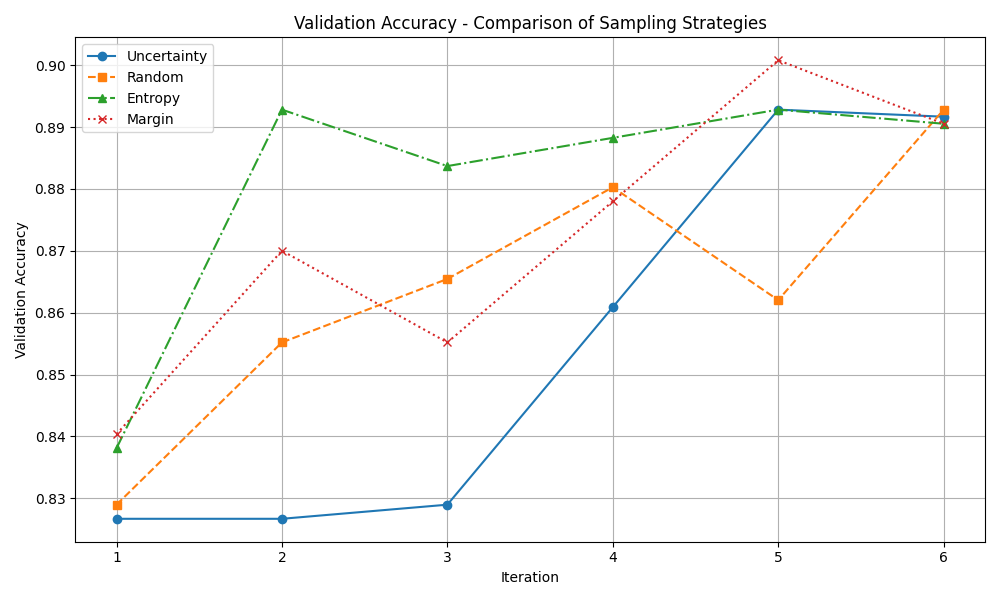 Validation Accuracy - Comparison of Sampling Strategies
Uncertainty
Random
Entropy
Margin
Validation Accuracy
0.90
0.89
0.88
0.87
0.86
0.85
0.84
0.83
1 2 3 4 5 6
Iteration